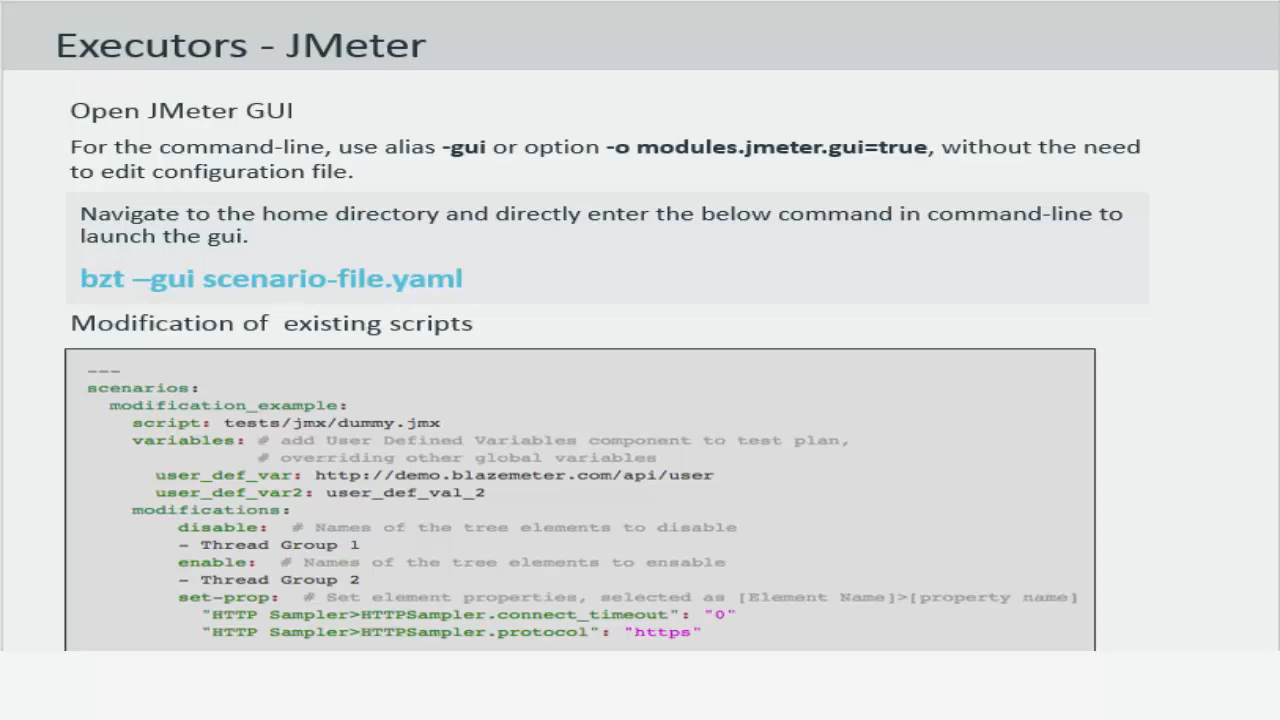 Executors - JMeter
Open JMeter GUI
For the command-line, use alias -gui or option -o modules.jmeter.gui=true, without the need
to edit configuration file.
Navigate to the home directory and directly enter the below command in command-line to
launch the gui.
bzt –gui scenario-file.yaml
Modification of  existing scripts
---
scenarios:
  modification_example:
    script: tests/jmx/dummy.jmx
    variables: # add User Defined Variables component to test plan,
               # overriding other global variables
      user_def_var: http://demo.blazemeter.com/api/user
      user_def_var2: user_def_val_2
    modifications:
        disable:  # Names of the tree elements to disable
        - Thread Group 1
        enable:  # Names of the tree elements to ensable
        - Thread Group 2
        set-prop:  # Set element properties, selected as [Element Name]>[property name]
          "HTTP Sampler>HTTPSampler.connect_timeout": "0"
          "HTTP Sampler>HTTPSampler.protocol": "https"